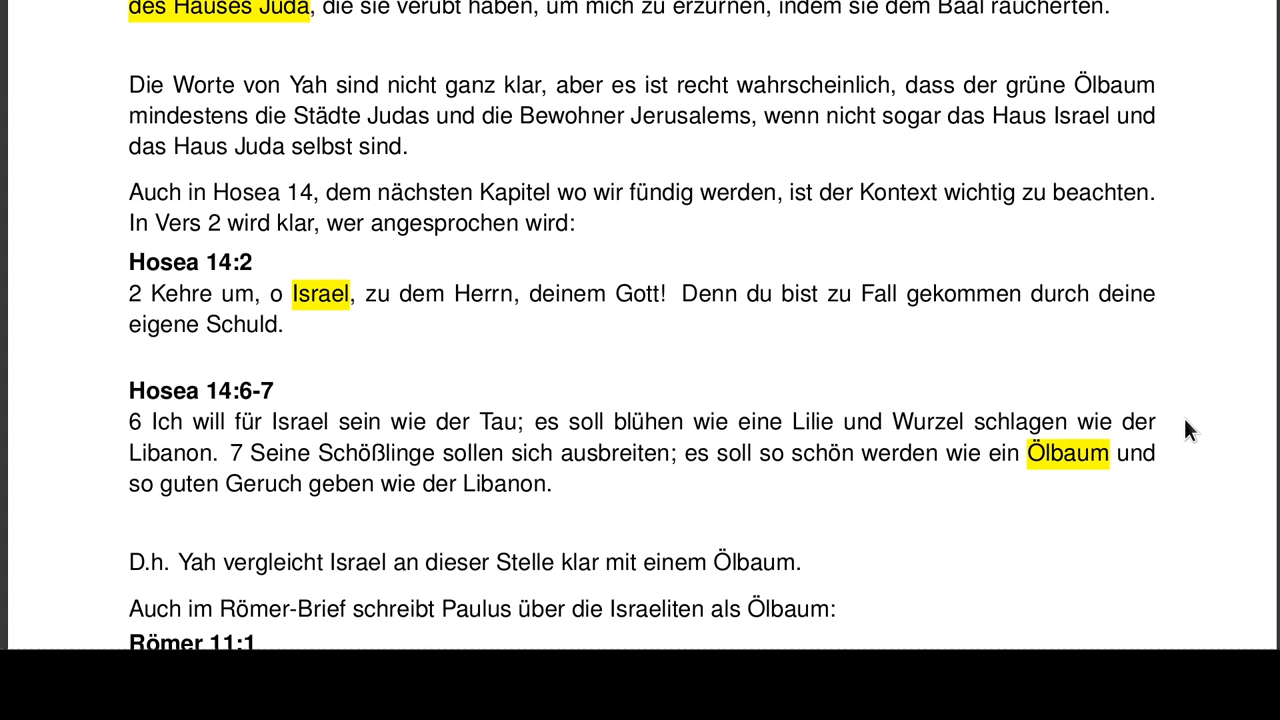 des Hauses Juda, die sie verübt haben, um mich zu erzürnen, indem sie dem Baal räucherten.
Die Worte von Yah sind nicht ganz klar, aber es ist recht wahrscheinlich, dass der grüne Ölbaum
mindestens die Städte Judas und die Bewohner Jerusalems, wenn nicht sogar das Haus Israel und
das Haus Juda selbst sind.
Auch in Hosea 14, dem nächsten Kapitel wo wir fündig werden, ist der Kontext wichtig zu beachten.
In Vers 2 wird klar, wer angesprochen wird:
Hosea 14:2
2 Kehre um, o Israel, zu dem Herrn, deinem Gott! Denn du bist zu Fall gekommen durch deine
eigene Schuld.
Hosea 14:6-7
6 Ich will für Israel sein wie der Tau; es soll blühen wie eine Lilie und Wurzel schlagen wie der
Libanon. 7 Seine Schößlinge sollen sich ausbreiten; es soll so schön werden wie ein Ölbaum und
so guten Geruch geben wie der Libanon.
D.h. Yah vergleicht Israel an dieser Stelle klar mit einem Ölbaum.
Auch im Römer-Brief schreibt Paulus über die Israeliten als Ölbaum:
Römer 11:1